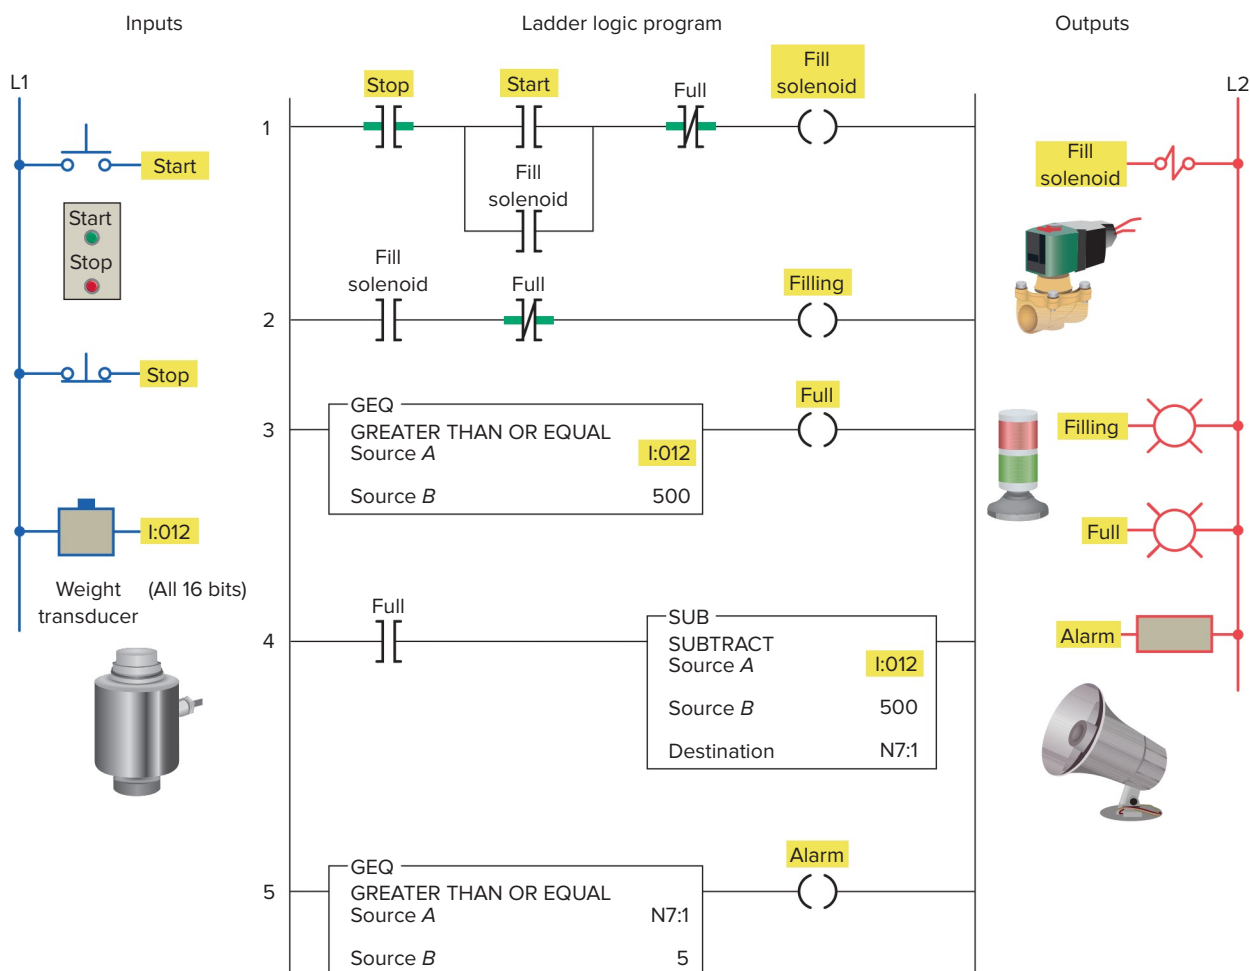 Inputs
Ladder logic program
Outputs
L1
L2
Start
Start
Stop
Stop
I:012
Weight
transducer
(All 16 bits)
1
Stop
Start
Full
Fill
solenoid
Fill
solenoid
2
Fill
solenoid
Full
Filling
3
GEQ
GREATER THAN OR EQUAL
Source A
I:012
Source B
500
Full
4
Full
SUB
SUBTRACT
Source A
I:012
Source B
500
Destination
N7:1
5
GEQ
GREATER THAN OR EQUAL
Source A
N7:1
Source B
5
Alarm
Fill
solenoid
Filling
Full
Alarm